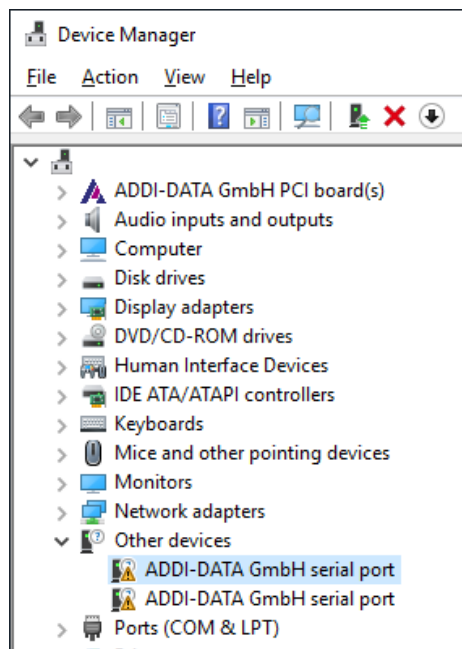 Device Manager
File Action View Help
ADDI-DATA GmbH PCI board(s)
Audio inputs and outputs
Computer
Disk drives
Display adapters
DVD/CD-ROM drives
Human Interface Devices
IDE ATA/ATAPI controllers
Keyboards
Mice and other pointing devices
Monitors
Network adapters
Other devices
ADDI-DATA GmbH serial port
ADDI-DATA GmbH serial port
Ports (COM & LPT)